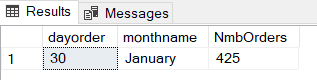 Results Messages
dayorder monthname NmbOrders
1 30 January 425